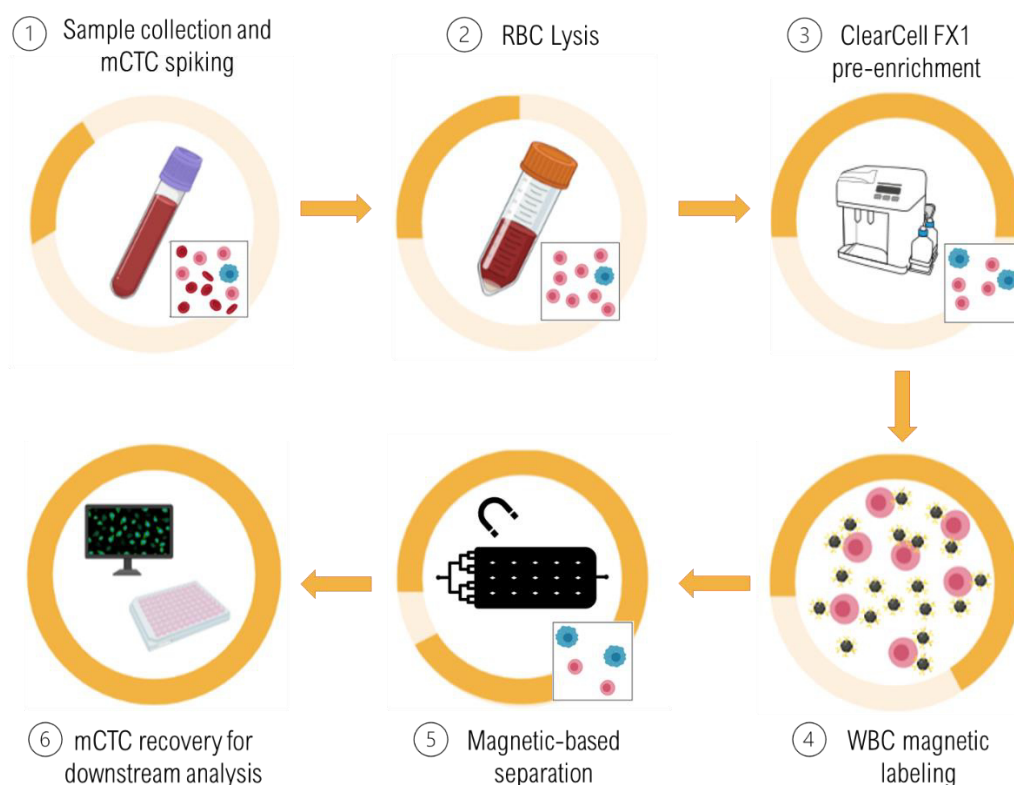 1 Sample collection and
mCTC spiking
2 RBC Lysis
3 ClearCell FX1
pre-enrichment
4 WBC magnetic
labeling
5 Magnetic-based
separation
6 mCTC recovery for
downstream analysis